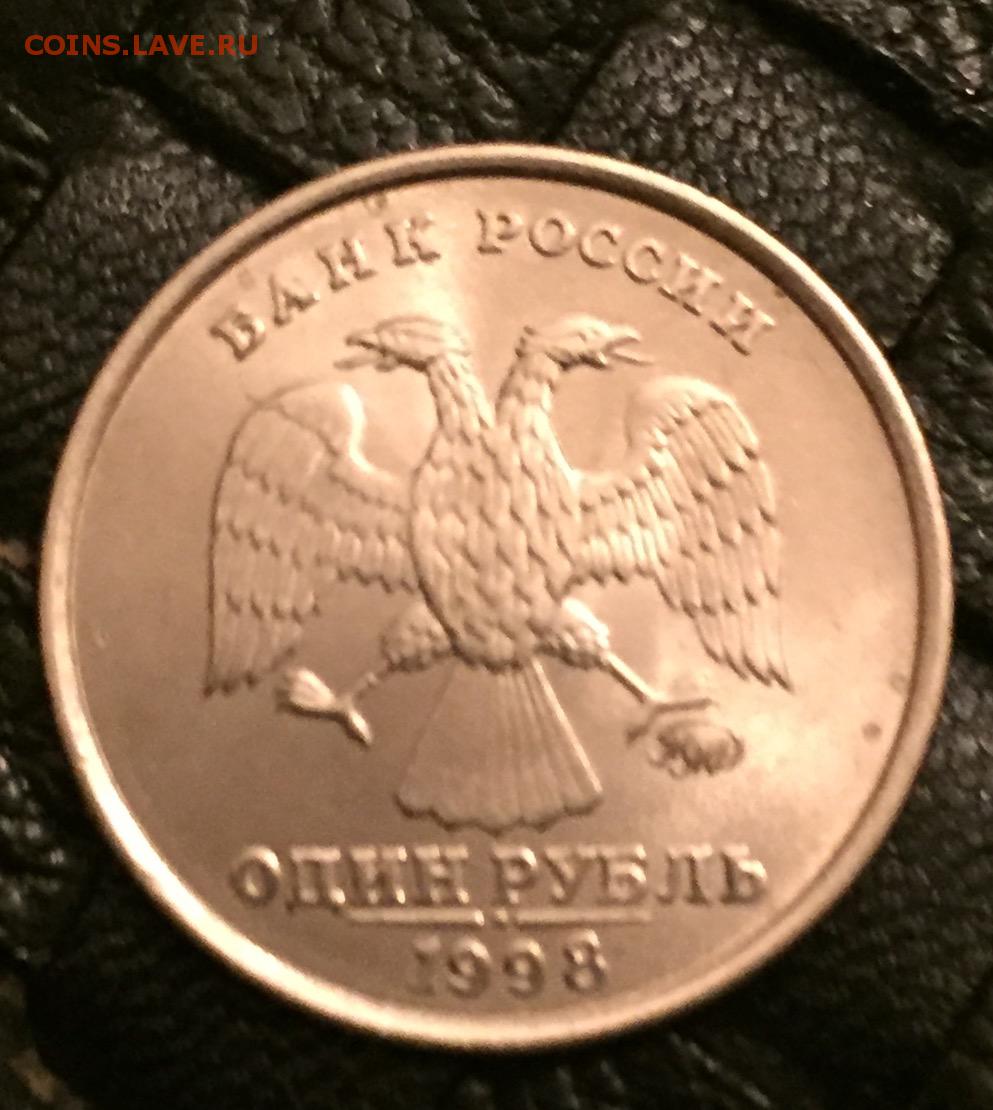 COINS.LAVE.RU
БАНК РОССИИ
ОДИН РУБЛЬ
1998